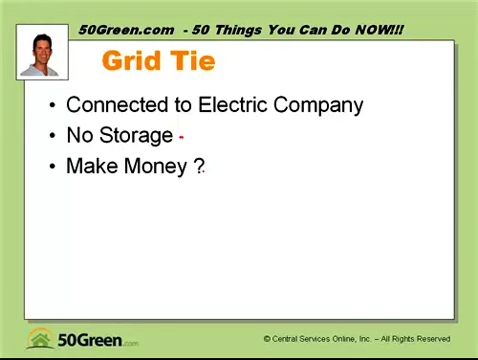 50Green.com - 50 Things You Can Do NOW!!!
Grid Tie
• Connected to Electric Company
• No Storage
• Make Money ?
50Green.com
© Central Services Online, Inc. – All Rights Reserved